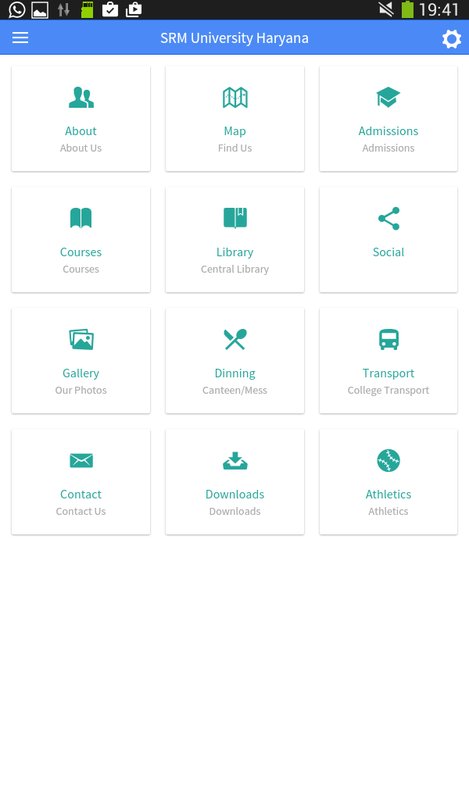 19:41
SRM University Haryana
About
About Us
Map
Find Us
Admissions
Admissions
Courses
Courses
Library
Central Library
Social
Gallery
Our Photos
Dinning
Canteen/Mess
Transport
College Transport
Contact
Contact Us
Downloads
Downloads
Athletics
Athletics